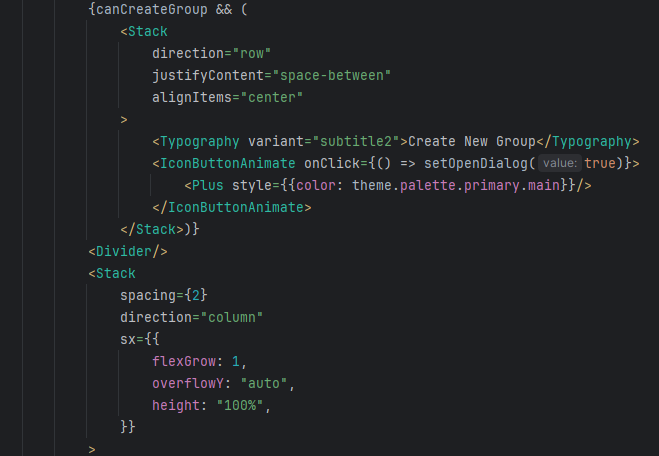 {canCreateGroup && (
<Stack
direction="row"
justifyContent="space-between"
alignItems="center"
>
<Typography variant="subtitle2">Create New Group</Typography>
<IconButtonAnimate onClick={() => setOpenDialog( value: true)}>
<Plus style={{color: theme.palette.primary.main}}/>
</IconButtonAnimate>
</Stack>)}
<Divider/>
<Stack
spacing={2}
direction="column"
sx={{
flexGrow: 1,
overflowY: "auto",
height: "100%",
}}
>